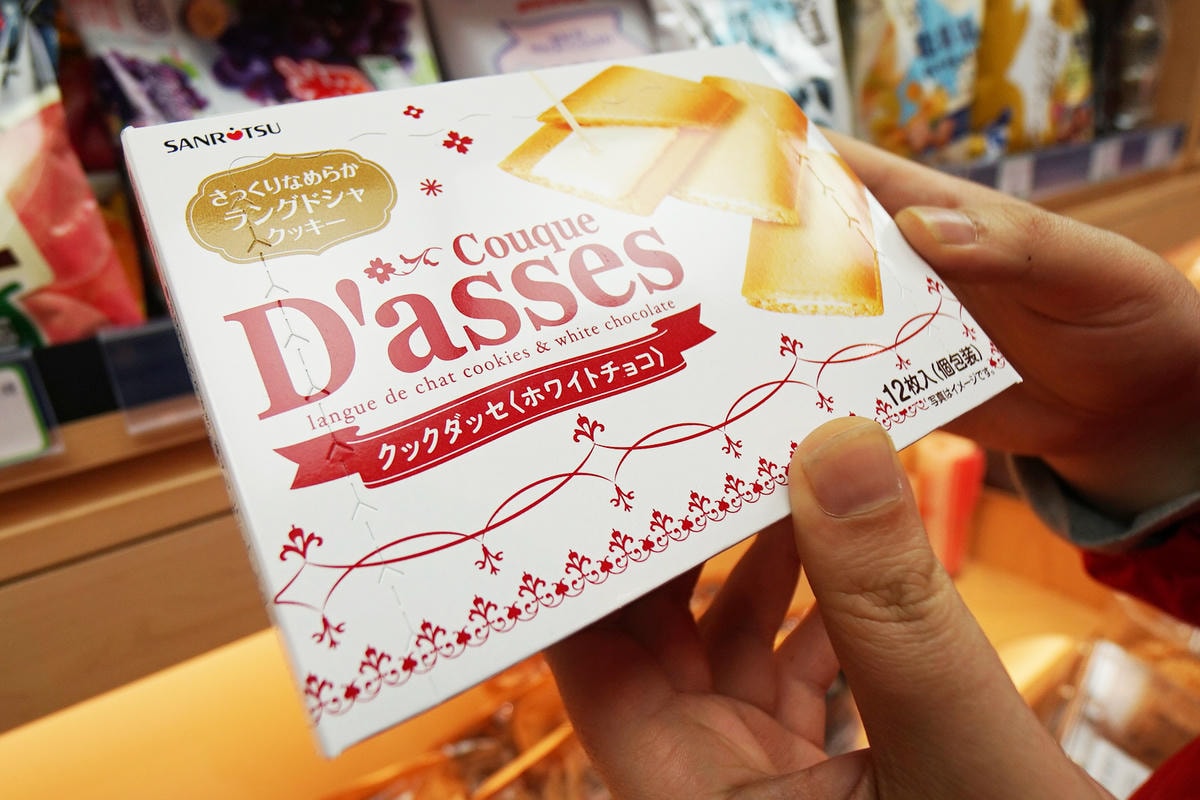 SANRITSU
さっくりなめらか
ラングドシャ
クッキー
Couque
D'asses
langue de chat cookies & white chocolate
クックダッセ〈ホワイトチョコ〉
12枚入〈個包装〉
写真はイメージです。